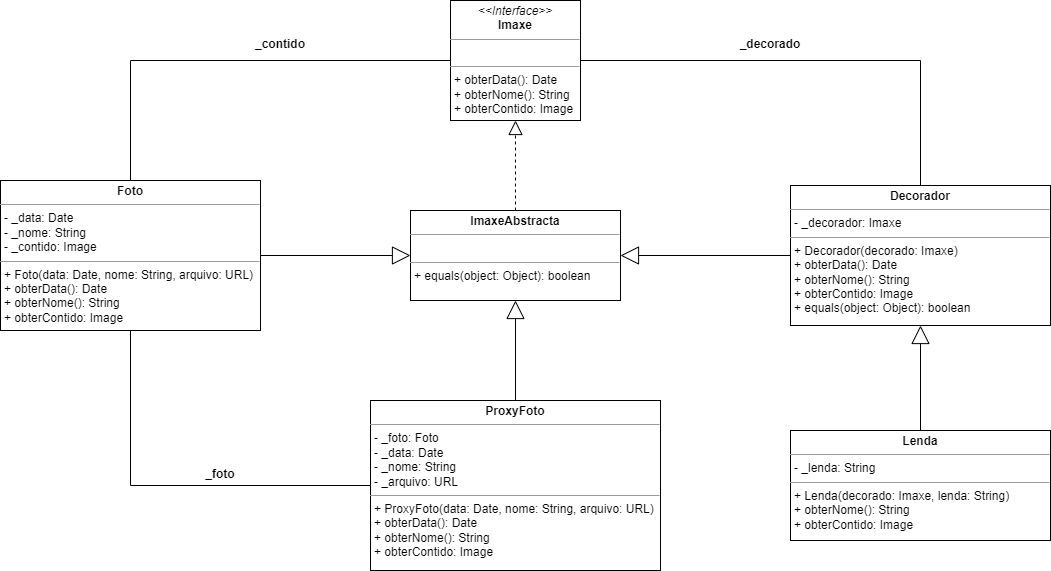 <<Interface>>
Imaxe
+ obterData(): Date
+ obterNome(): String
+ obterContido: Image
_contido
_decorado
Foto
- _data: Date
- _nome: String
- _contido: Image
+ Foto(data: Date, nome: String, arquivo: URL)
+ obterData(): Date
+ obterNome(): String
+ obterContido: Image
ImaxeAbstracta
+ equals(object: Object): boolean
Decorador
- _decorador: Imaxe
+ Decorador(decorado: Imaxe)
+ obterData(): Date
+ obterNome(): String
+ obterContido: Image
+ equals(object: Object): boolean
_foto
ProxyFoto
- _foto: Foto
- _data: Date
- _nome: String
- _arquivo: URL
+ ProxyFoto(data: Date, nome: String, arquivo: URL)
+ obterData(): Date
+ obterNome(): String
+ obterContido: Image
Lenda
- _lenda: String
+ Lenda(decorado: Imaxe, lenda: String)
+ obterNome(): String
+ obterContido: Image